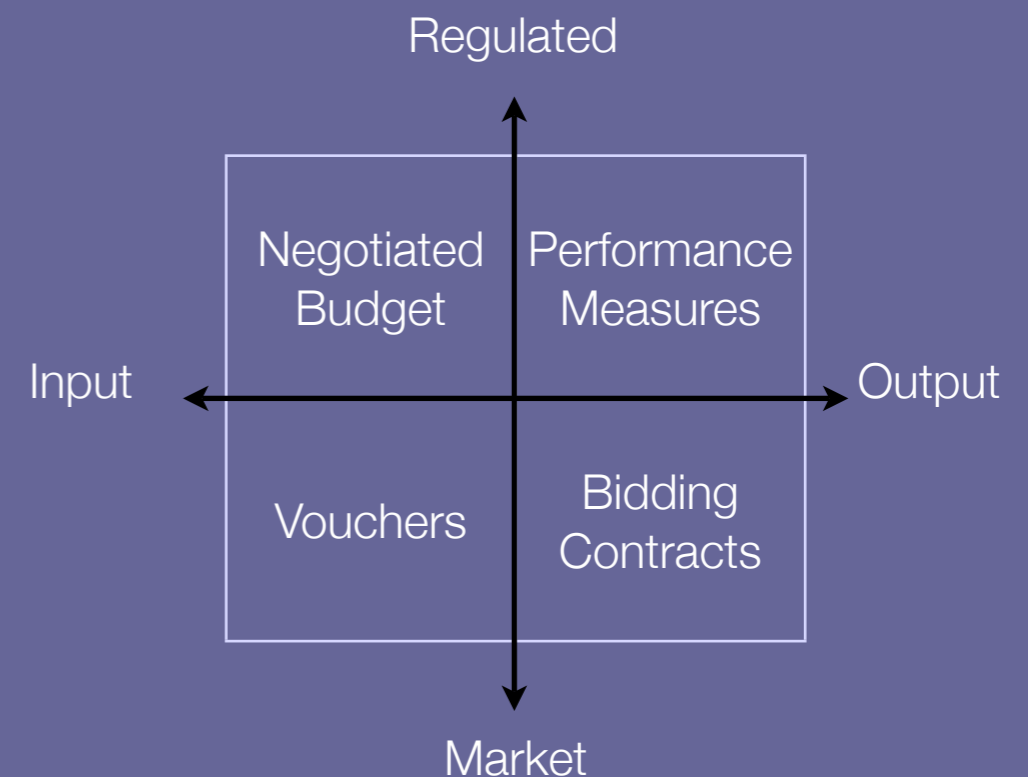 Regulated
Negotiated
Budget
Performance
Measures
Input
Output
Vouchers
Bidding
Contracts
Market